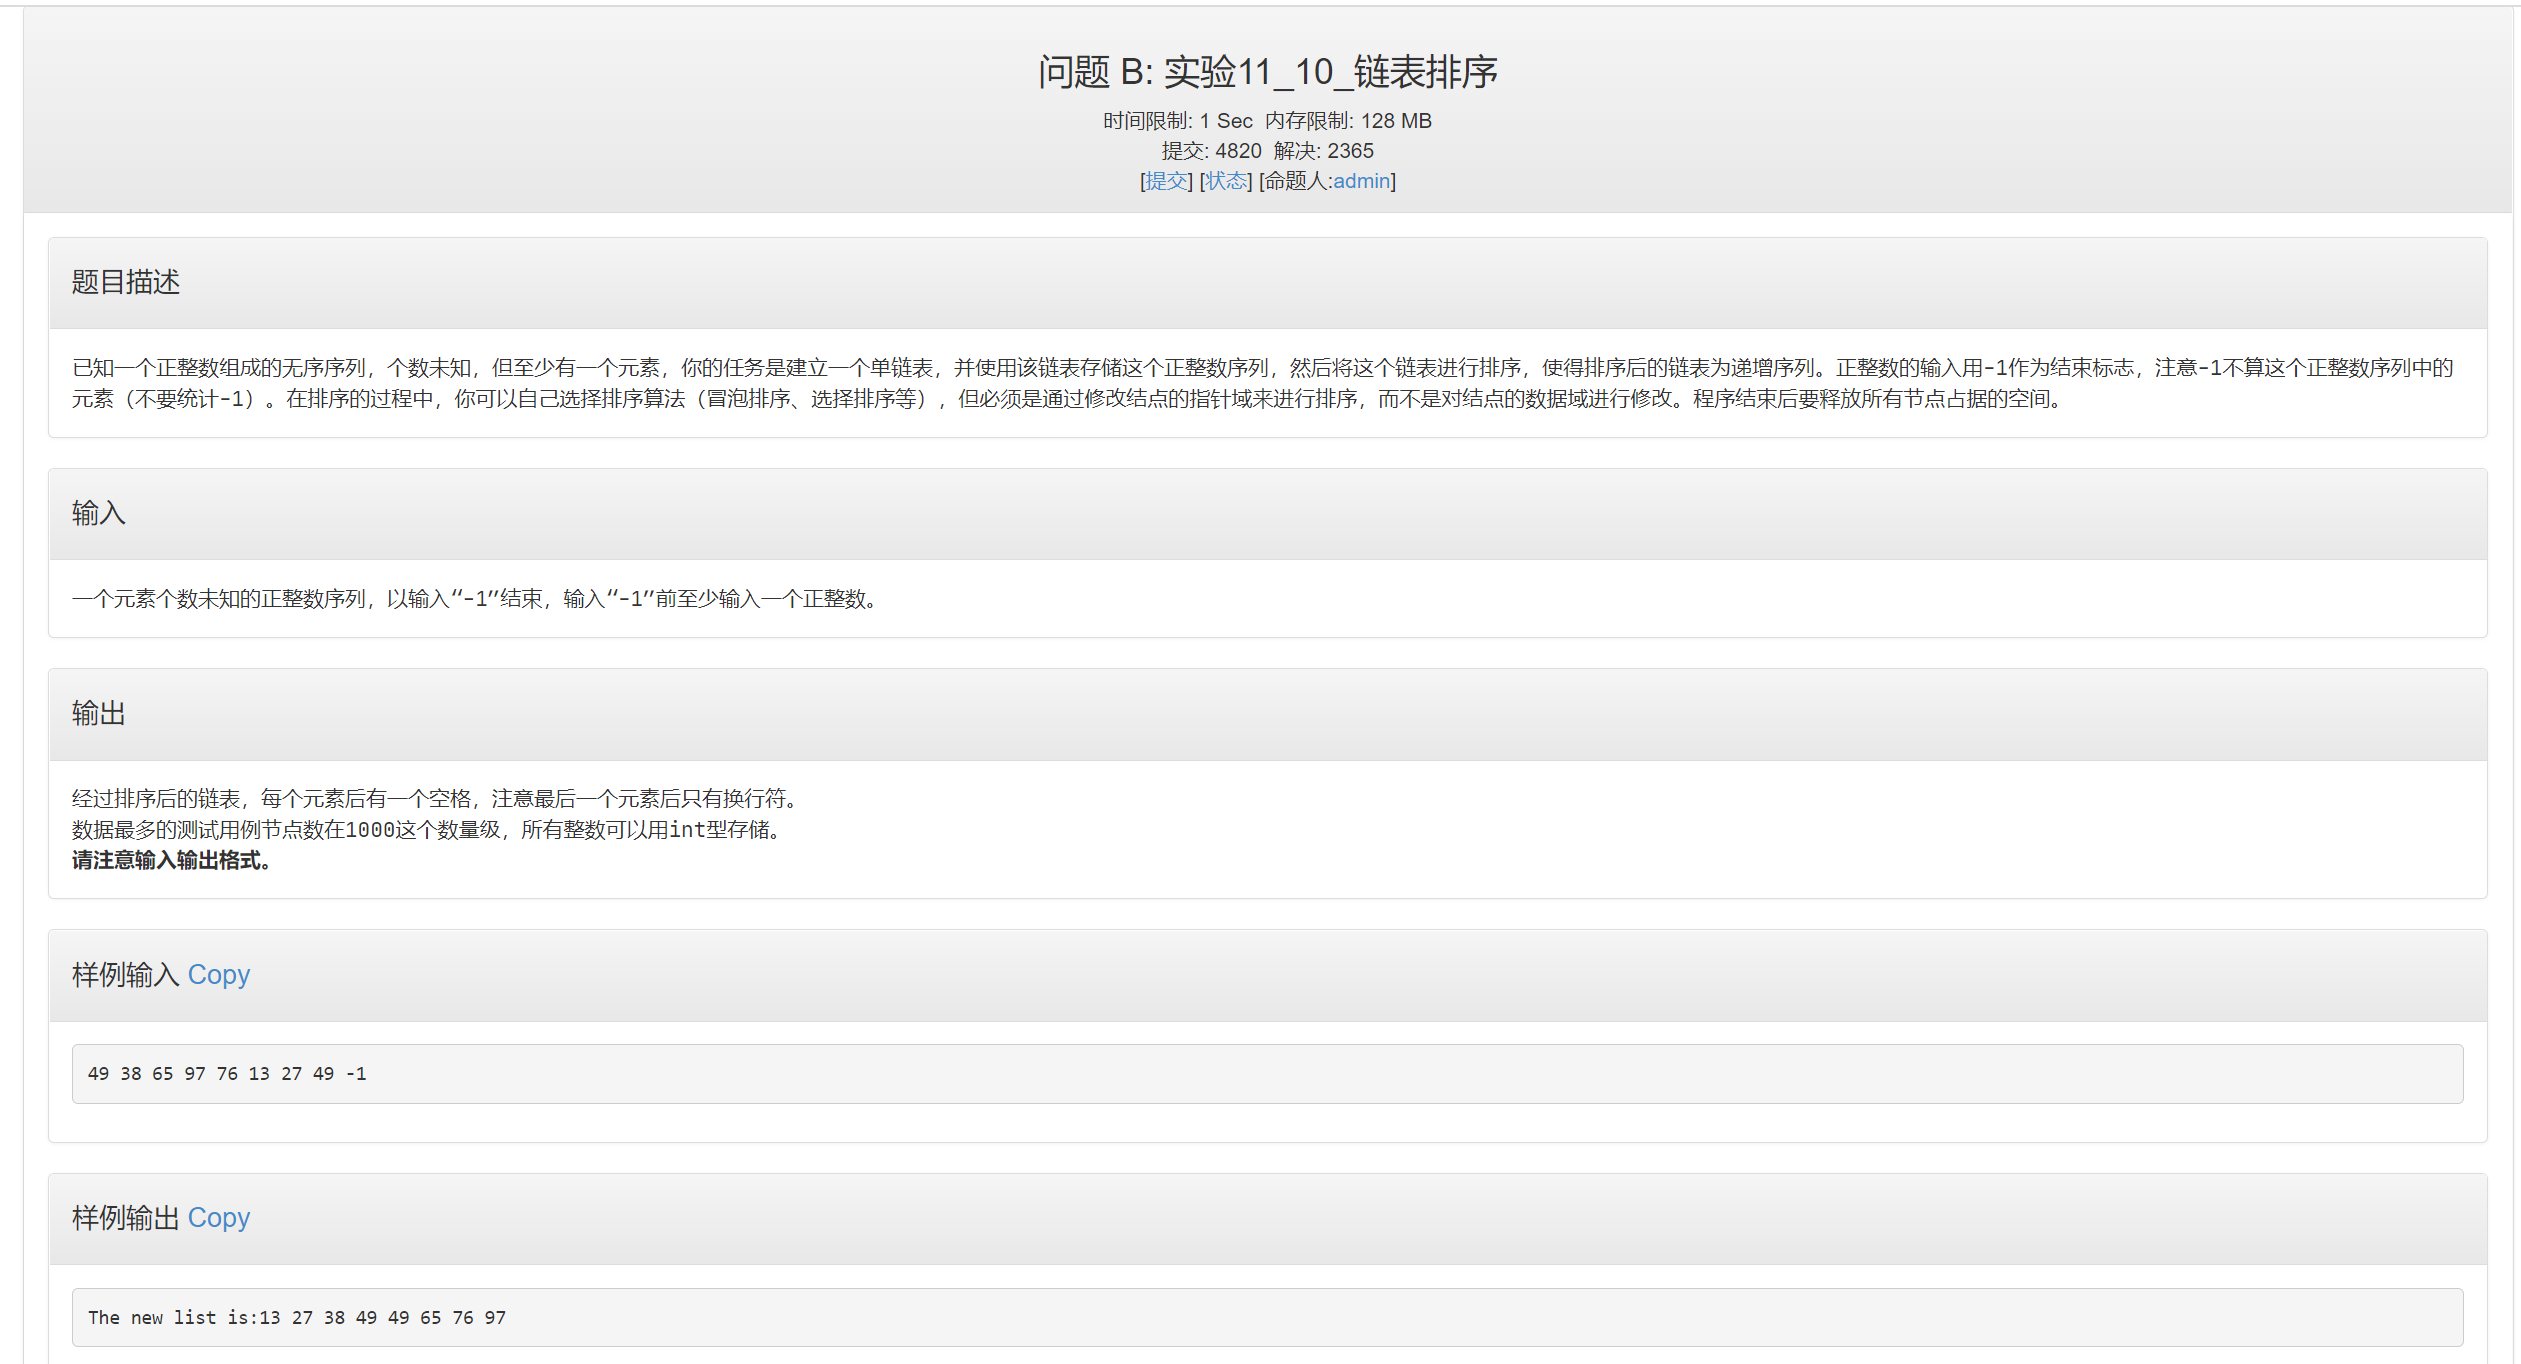 问题 B: 实验11_10_链表排序
时间限制: 1 Sec  内存限制: 128 MB
提交: 4820  解决: 2365
[提交] [状态] [命题人:admin]
题目描述
已知一个正整数组成的无序序列，个数未知，但至少有一个元素，你的任务是建立一个单链表，并使用该链表存储这个正整数序列，然后将这个链表进行排序，使得排序后的链表为递增序列。正整数的输入用-1作为结束标志，注意-1不算这个正整数序列中的
元素（不要统计-1）。在排序的过程中，你可以自己选择排序算法（冒泡排序、选择排序等），但必须是通过修改结点的指针域来进行排序，而不是对结点的数据域进行修改。程序结束后要释放所有节点占据的空间。
输入
一个元素个数未知的正整数序列，以输入“-1”结束，输入“-1”前至少输入一个正整数。
输出
经过排序后的链表，每个元素后有一个空格，注意最后一个元素后只有换行符。
数据最多的测试用例节点数在1000这个数量级，所有整数可以用int型存储。
请注意输入输出格式。
样例输入 Copy
49 38 65 97 76 13 27 49 -1
样例输出 Copy
The new list is:13 27 38 49 49 65 76 97